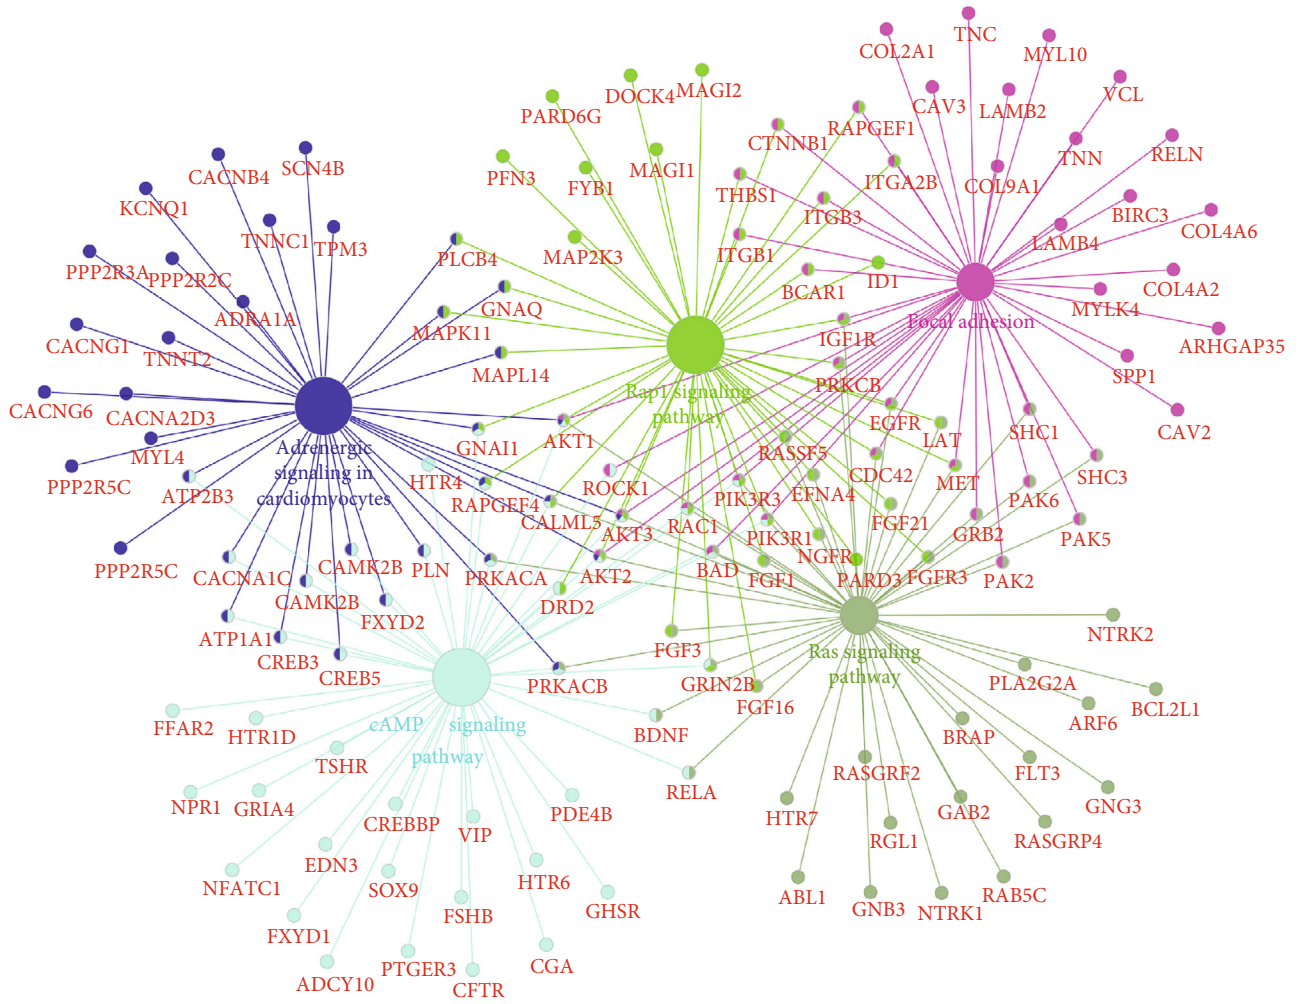 TNC
COL2A1
MYL10
DOCK4
MAGI2
VCL
CAV3
LAMB2
PARD6G
RAPGEF1
CTNNB1
TNN
RELN
SCN4B
CACNB4
PFN3
FYB1
MAGI1
THBS1
ITGA2B
COL9A1
KCNQ1
ITGB3
BIRC3
COL4A6
TNNC1
TPM3
LAMB4
PPP2R3A
PPP2R2C
PLCB4
MAP2K3
ITGB1
ID1
BCAR1
COL4A2
GNAQ
MYLK4
ADRA1A
MAPK11
IGF1R
Focal adhesion
CACNG1
TNNT2
MAPL14
ARHGAP35
SPP1
PRKCB
Rap1 signaling
pathway
CACNG6
CACNA2D3
EGFR
LAT
SHC1
CAV2
Adrenergic
signaling in
cardiomyocytes
GNAI1
AKT1
RASSF5
MYL4
CDC42
MET
SHC3
PPP2R5C
ATP2B3
HTR4
ROCK1
PIK3R3
EFNA4
PAK6
RAPGEF4
CALML5
AKT3
RAC1
PIK3R1
FGF21
GRB2
PAK5
PPP2R5C
CACNA1C
CAMK2B
PLN
PRKACA
AKT2
BAD
NGFR
FGF1
PARD3
FGFR3
PAK2
CAMK2B
FXYD2
DRD2
ATP1A1
CREB3
CREB5
FGF3
NTRK2
Ras signaling
pathway
PRKACB
GRIN2B
FGF16
PLA2G2A
ARF6
BCL2L1
FFAR2
HTR1D
cAMP signaling
pathway
BDNF
BRAP
TSHR
RASGRF2
FLT3
NPR1
GRIA4
CREBBP
VIP
PDE4B
RELA
HTR7
RGL1
GAB2
GNG3
RASGRP4
EDN3
NFATC1
SOX9
HTR6
FSHB
GHSR
ABL1
GNB3
NTRK1
RAB5C
FXYD1
ADCY10
PTGER3
CFTR
CGA